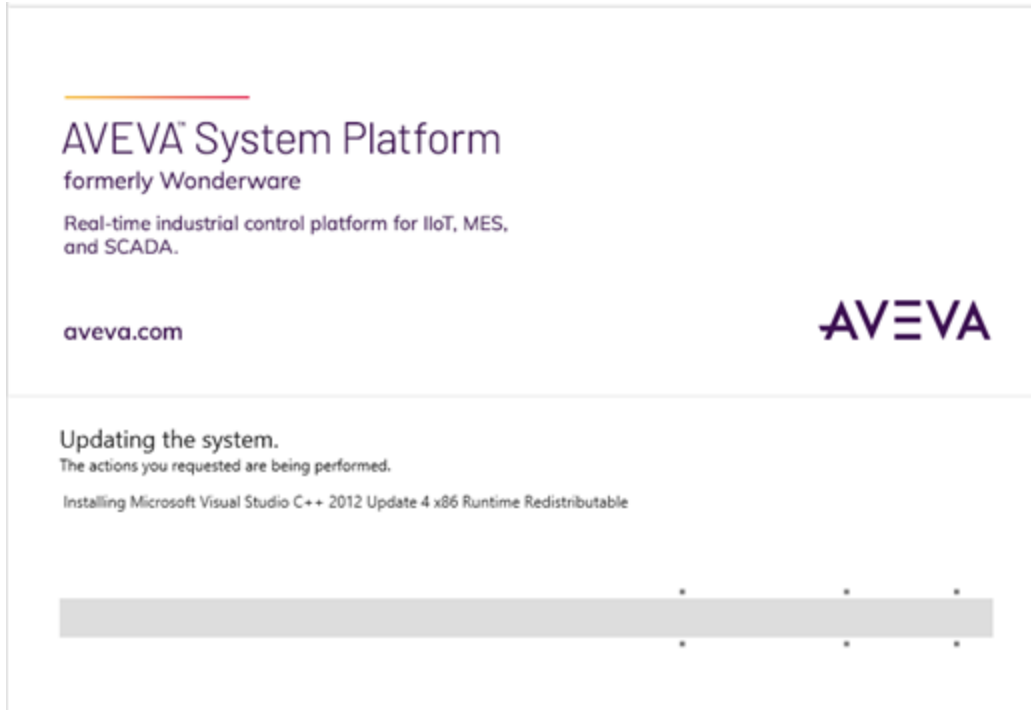 AVEVA™ System Platform
formerly Wonderware
Real-time industrial control platform for IIoT, MES,
and SCADA.
aveva.com
AVEVA
Updating the system.
The actions you requested are being performed.
Installing Microsoft Visual Studio C++ 2012 Update 4 x86 Runtime Redistributable